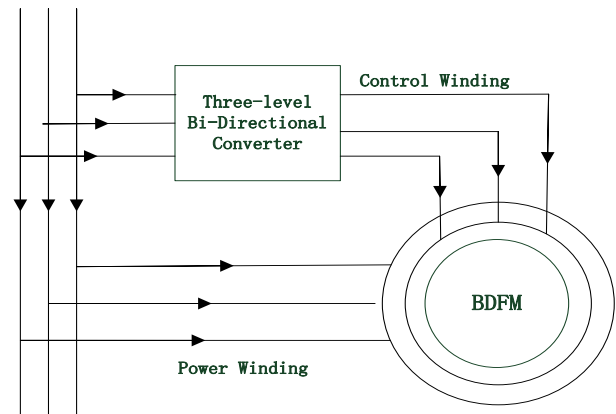 Control Winding
Three-level
Bi-Directional
Converter
BDFM
Power Winding